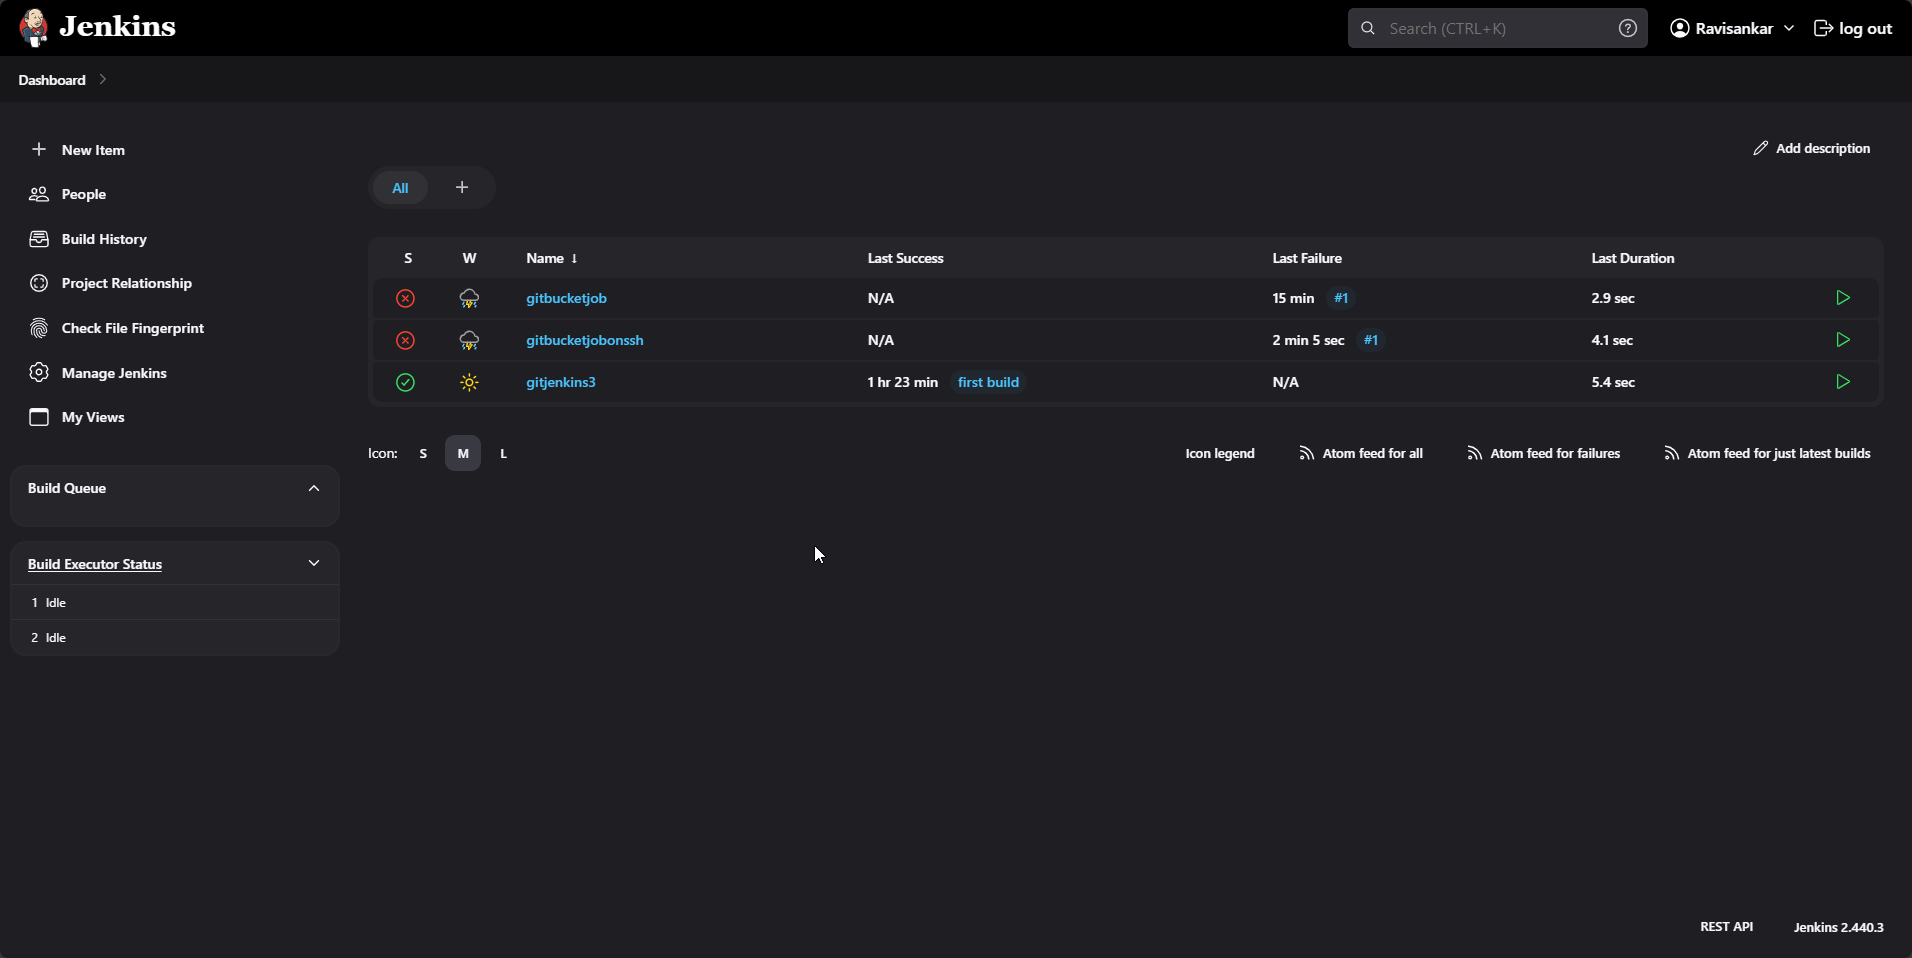 Jenkins
Search (CTRL+K)
Ravisankar
log out
Dashboard
New Item
People
Build History
Project Relationship
Check File Fingerprint
Manage Jenkins
My Views
Build Queue
Build Executor Status
1 Idle
2 Idle
Add description
All
S W Name ↓ Last Success Last Failure Last Duration
gitbucketjob N/A 15 min #1 2.9 sec
gitbucketjobonssh N/A 2 min 5 sec #1 4.1 sec
gitjenkins3 1 hr 23 min first build N/A 5.4 sec
Icon: S M L
Icon legend
Atom feed for all
Atom feed for failures
Atom feed for just latest builds
REST API
Jenkins 2.440.3